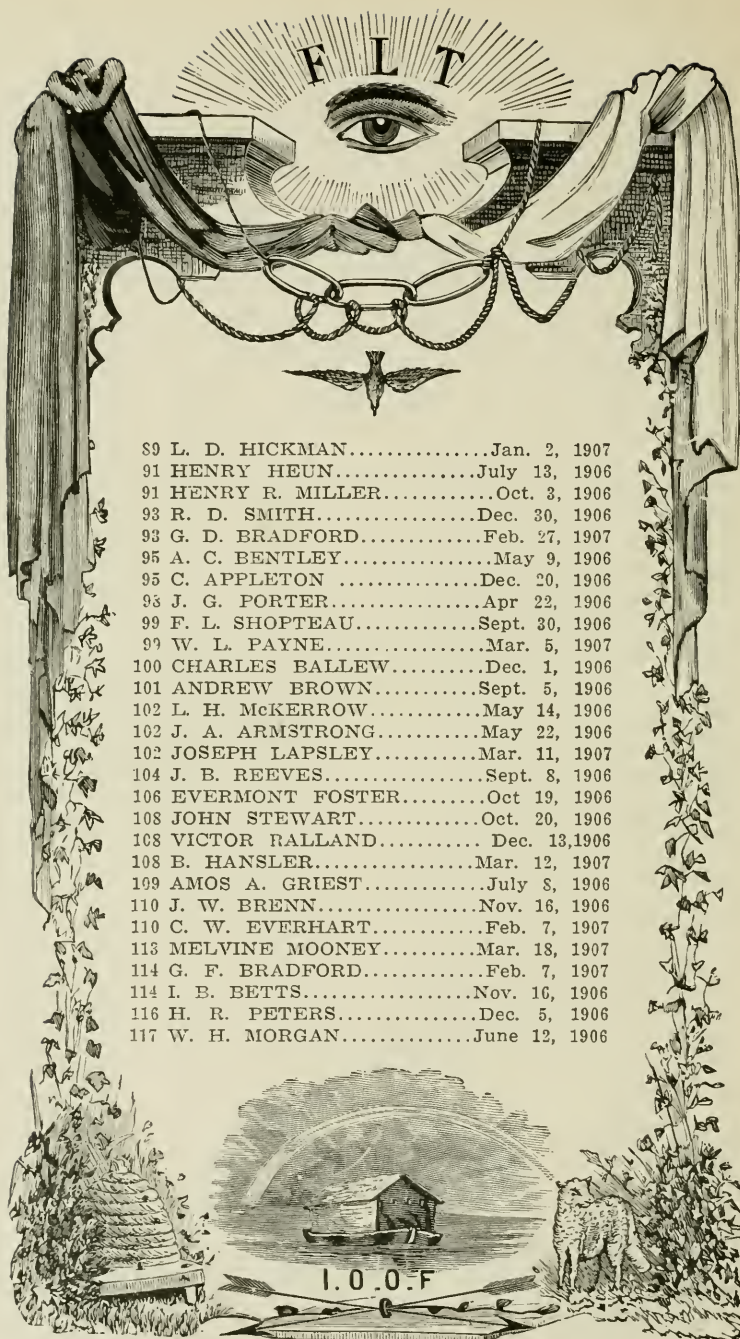 F L T
89 L. D. HICKMAN...............Jan. 2, 1907
91 HENRY HEUN...............July 13, 1906
91 HENRY R. MILLER............Oct. 3, 1906
93 R. D. SMITH.................Dec. 30, 1906
93 G. D. BRADFORD.............Feb. 27, 1907
95 A. C. BENTLEY................May 9, 1906
95 C. APPLETON ...............Dec. 20, 1906
98 J. G. PORTER................Apr 22, 1906
99 F. L. SHOPTEAU.............Sept. 30, 1906
99 W. L. PAYNE.................Mar. 5, 1907
100 CHARLES BALLEW..........Dec. 1, 1906
101 ANDREW BROWN...........Sept. 5, 1906
102 L. H. McKERROW............May 14, 1906
102 J. A. ARMSTRONG...........May 22, 1906
102 JOSEPH LAPSLEY...........Mar. 11, 1907
104 J. B. REEVES.................Sept. 8, 1906
106 EVERMONT FOSTER.........Oct 19, 1906
108 JOHN STEWART.............Oct. 20, 1906
108 VICTOR RALLAND........... Dec. 13,1906
108 B. HANSLER.................Mar. 12, 1907
109 AMOS A. GRIEST.............July 8, 1906
110 J. W. BRENN.................Nov. 16, 1906
110 C. W. EVERHART............Feb. 7, 1907
113 MELVINE MOONEY..........Mar. 18, 1907
114 G. F. BRADFORD.............Feb. 7, 1907
114 I. B. BETTS..................Nov. 16, 1906
116 H. R. PETERS................Dec. 5, 1906
117 W. H. MORGAN..............June 12, 1906
I.O.O.F